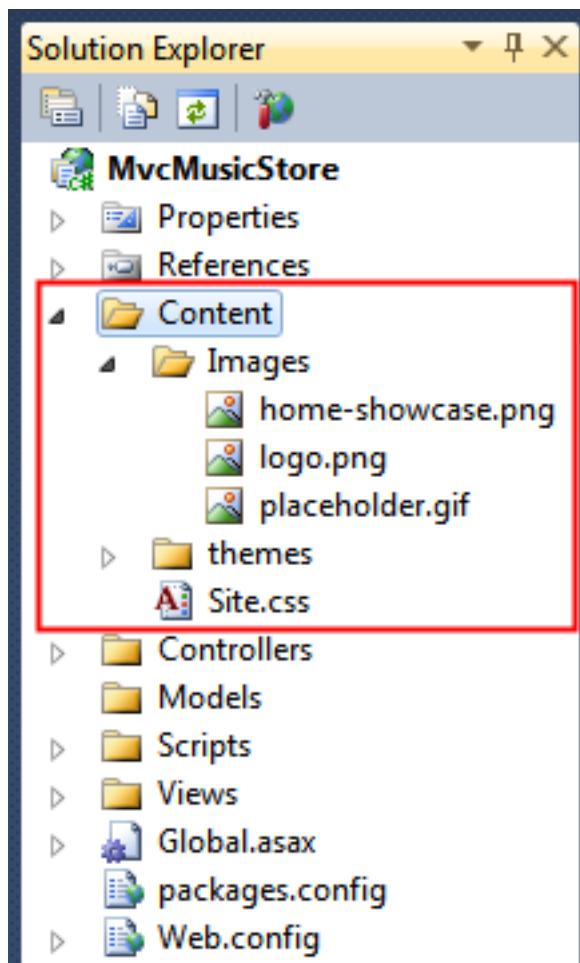 Solution Explorer
MvcMusicStore
Properties
References
Content
Images
home-showcase.png
logo.png
placeholder.gif
themes
Site.css
Controllers
Models
Scripts
Views
Global.asax
packages.config
Web.config